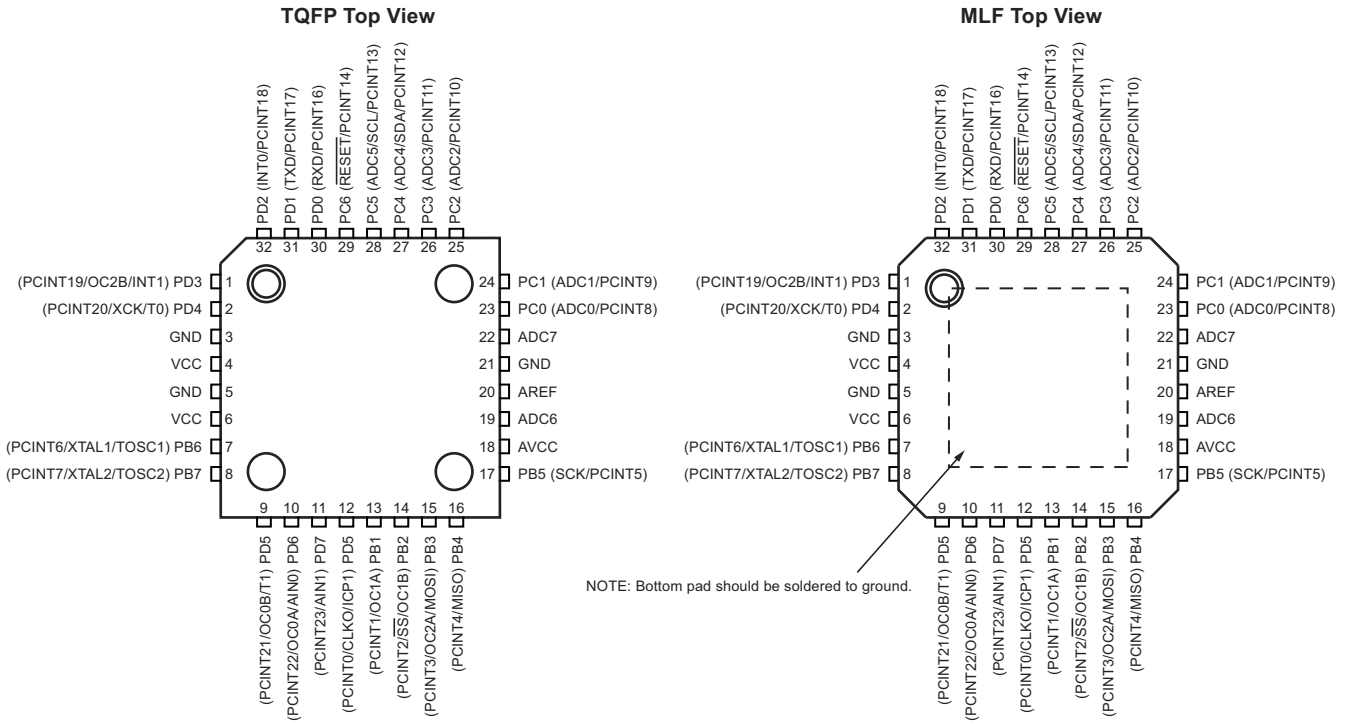 TQFP Top View
PD2 (INT0/PCINT18)
PD1 (TXD/PCINT17)
PD0 (RXD/PCINT16)
PC6 (RESET/PCINT14)
PC5 (ADC5/SCL/PCINT13)
PC4 (ADC4/SDA/PCINT12)
PC3 (ADC3/PCINT11)
PC2 (ADC2/PCINT10)
32 31 30 29 28 27 26 25
(PCINT19/OC2B/INT1) PD3 1
(PCINT20/XCK/T0) PD4 2
GND 3
VCC 4
GND 5
VCC 6
(PCINT6/XTAL1/TOSC1) PB6 7
(PCINT7/XTAL2/TOSC2) PB7 8
24 PC1 (ADC1/PCINT9)
23 PC0 (ADC0/PCINT8)
22 ADC7
21 GND
20 AREF
19 ADC6
18 AVCC
17 PB5 (SCK/PCINT5)
9 10 11 12 13 14 15 16
(PCINT21/OC0B/T1) PD5
(PCINT22/OC0A/AIN0) PD6
(PCINT23/AIN1) PD7
(PCINT0/CLKO/ICP1) PD5
(PCINT1/OC1A) PB1
(PCINT2/SS/OC1B) PB2
(PCINT3/OC2A/MOSI) PB3
(PCINT4/MISO) PB4
MLF Top View
PD2 (INT0/PCINT18)
PD1 (TXD/PCINT17)
PD0 (RXD/PCINT16)
PC6 (RESET/PCINT14)
PC5 (ADC5/SCL/PCINT13)
PC4 (ADC4/SDA/PCINT12)
PC3 (ADC3/PCINT11)
PC2 (ADC2/PCINT10)
32 31 30 29 28 27 26 25
(PCINT19/OC2B/INT1) PD3 1
(PCINT20/XCK/T0) PD4 2
GND 3
VCC 4
GND 5
VCC 6
(PCINT6/XTAL1/TOSC1) PB6 7
(PCINT7/XTAL2/TOSC2) PB7 8
24 PC1 (ADC1/PCINT9)
23 PC0 (ADC0/PCINT8)
22 ADC7
21 GND
20 AREF
19 ADC6
18 AVCC
17 PB5 (SCK/PCINT5)
9 10 11 12 13 14 15 16
(PCINT21/OC0B/T1) PD5
(PCINT22/OC0A/AIN0) PD6
(PCINT23/AIN1) PD7
(PCINT0/CLKO/ICP1) PD5
(PCINT1/OC1A) PB1
(PCINT2/SS/OC1B) PB2
(PCINT3/OC2A/MOSI) PB3
(PCINT4/MISO) PB4
NOTE: Bottom pad should be soldered to ground.